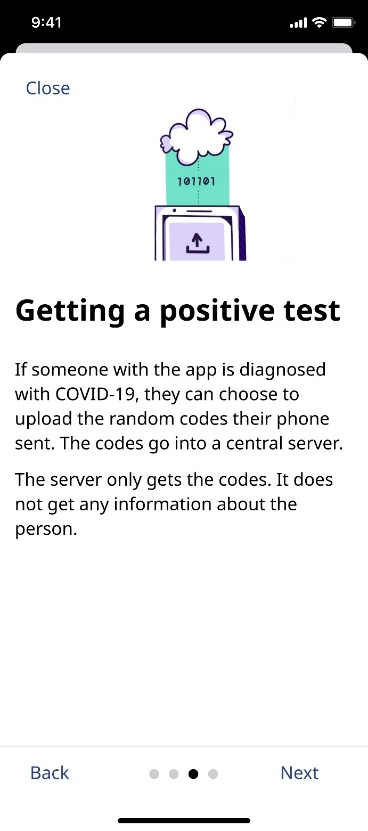 9:41
Close
101101
Getting a positive test
If someone with the app is diagnosed
with COVID-19, they can choose to
upload the random codes their phone
sent. The codes go into a central server.
The server only gets the codes. It does
not get any information about the
person.
Back
Next